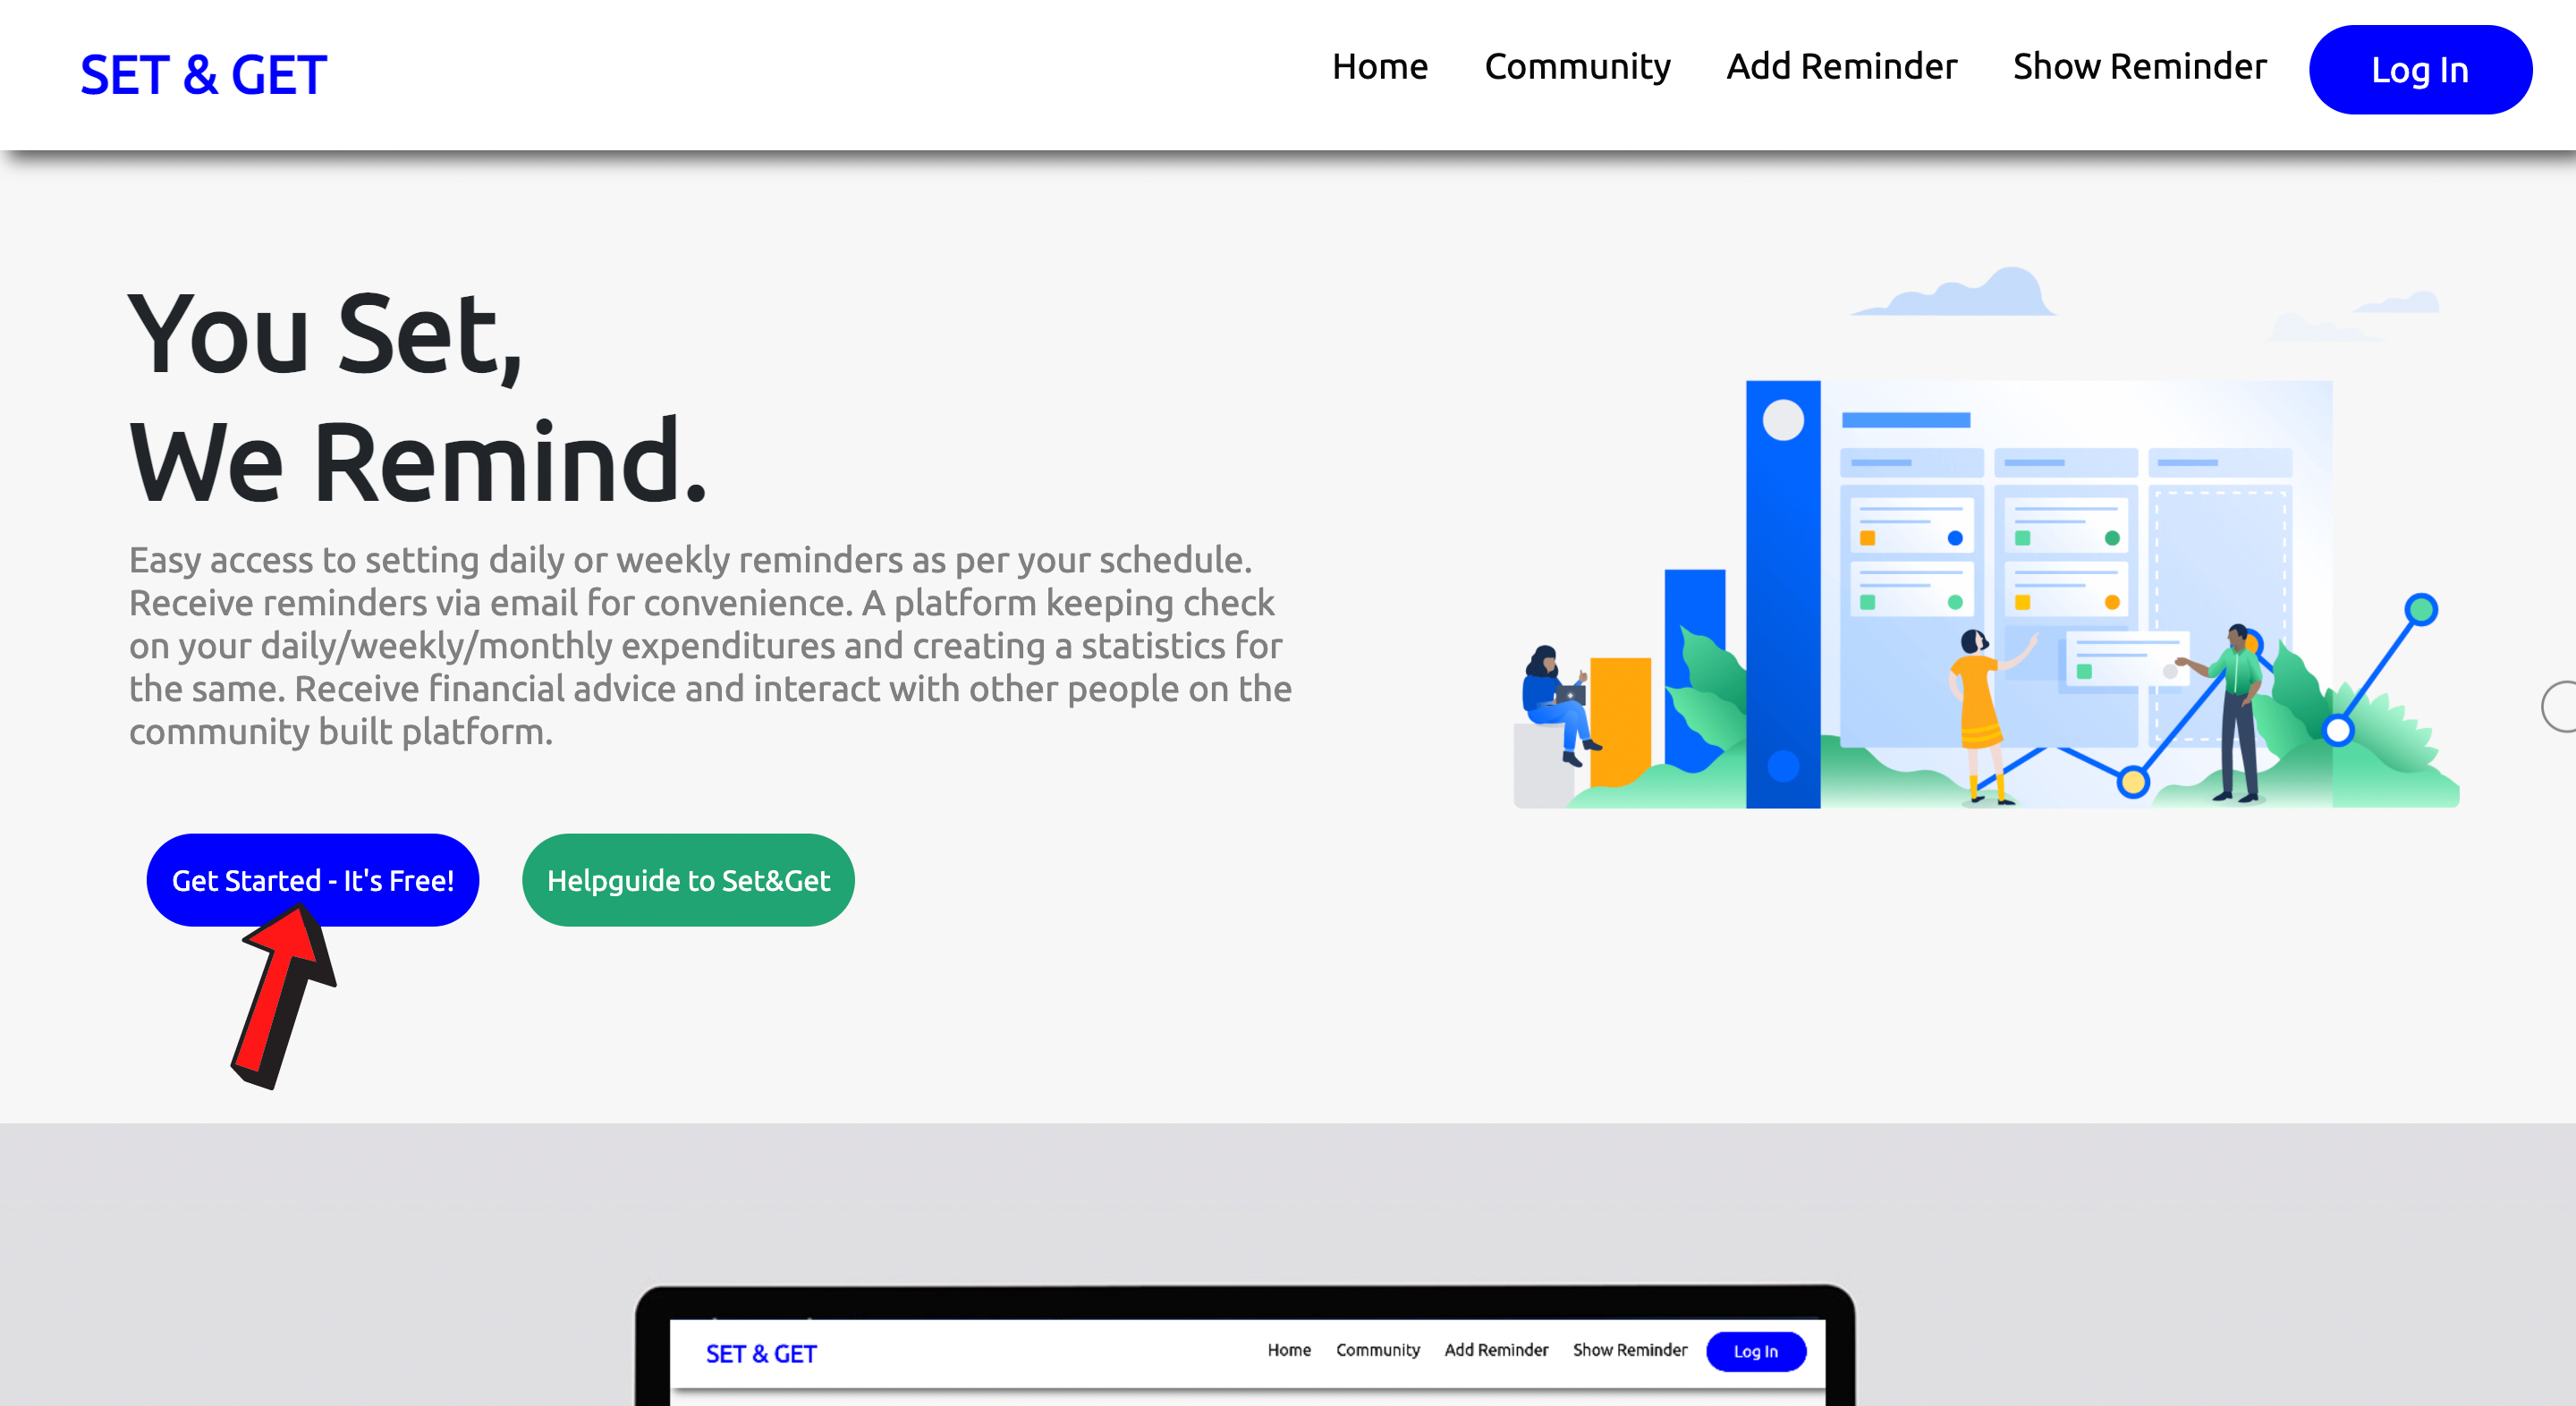 SET & GET
Home
Community
Add Reminder
Show Reminder
Log In
You Set,
We Remind.
Easy access to setting daily or weekly reminders as per your schedule.
Receive reminders via email for convenience. A platform keeping check
on your daily/weekly/monthly expenditures and creating a statistics for
the same. Receive financial advice and interact with other people on the
community built platform.
Get Started - It's Free!
Helpguide to Set&Get
SET & GET
Home
Community
Add Reminder
Show Reminder
Log In